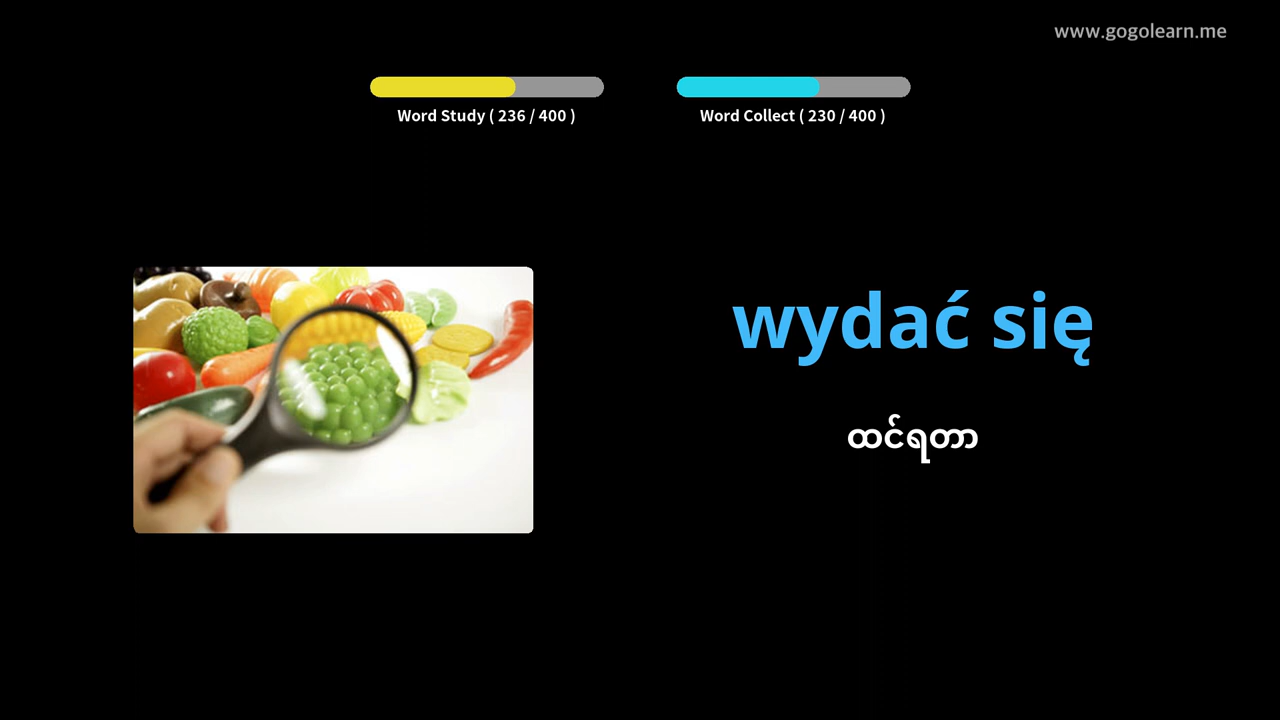 www.gogolearn.me
Word Study ( 236 / 400 )
Word Collect ( 230 / 400 )
wydać się
ထင်ရတာ